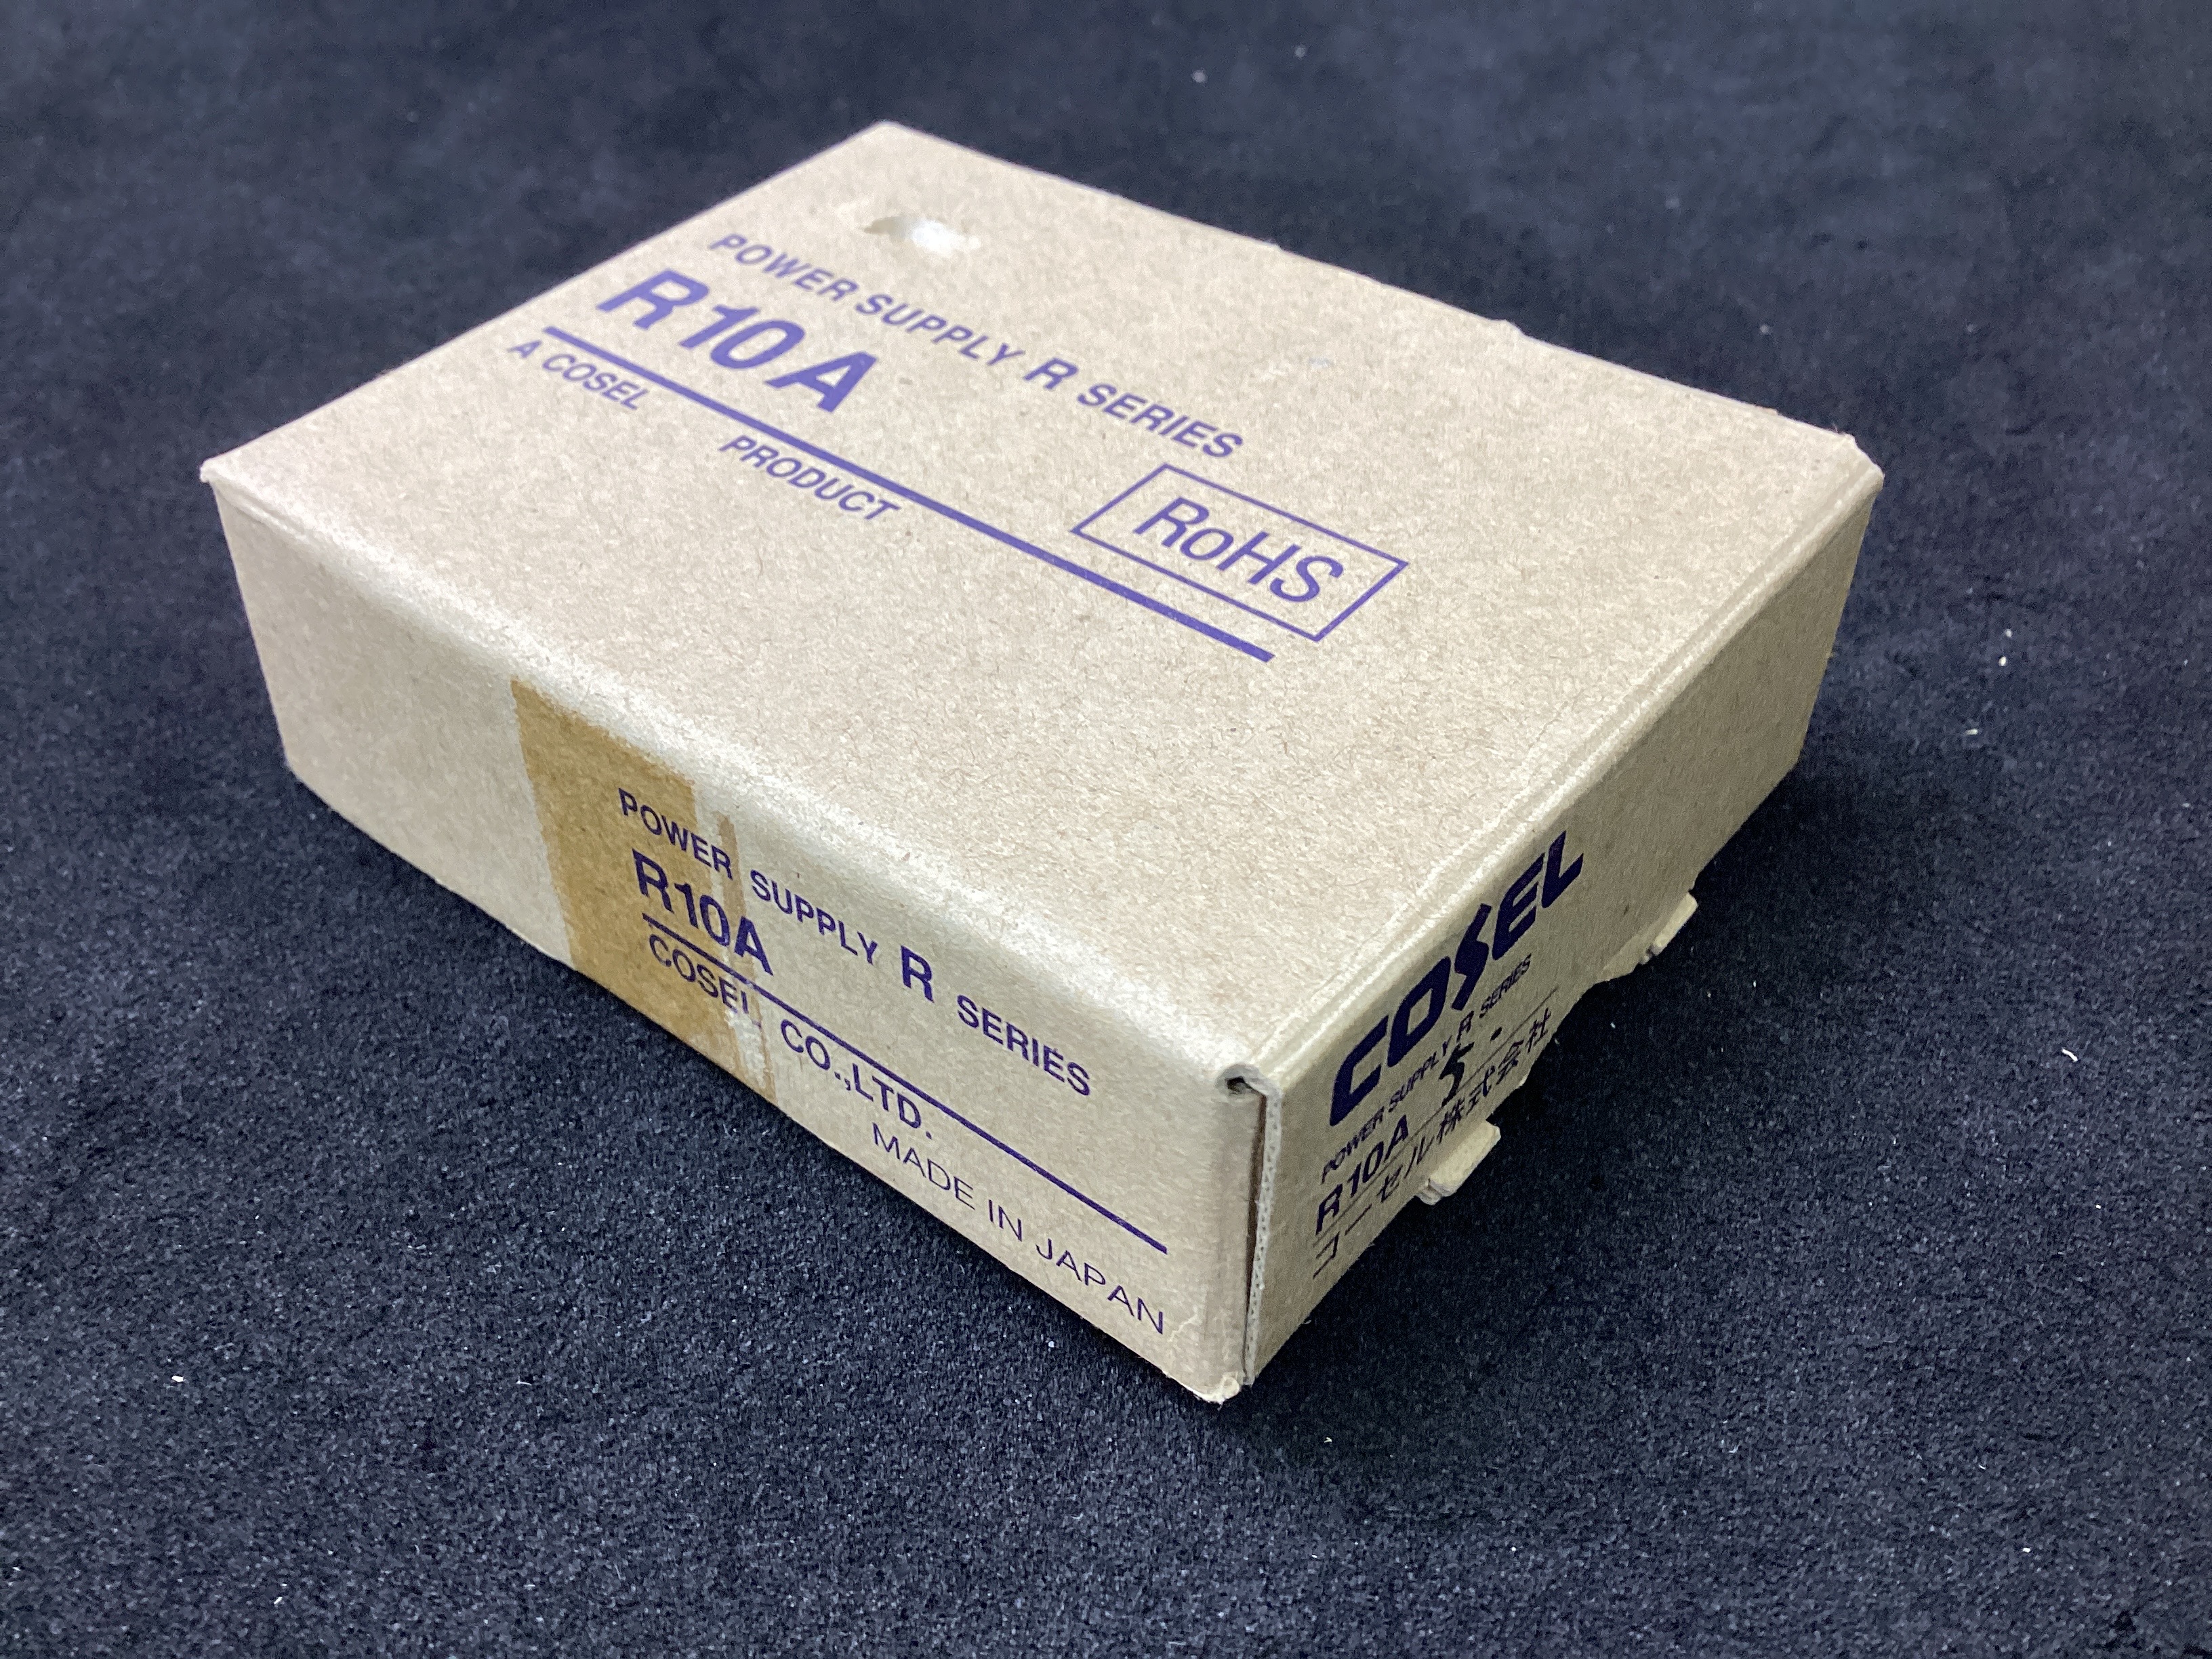 POWER SUPPLY R SERIES
R10A
A COSEL PRODUCT
RoHS
POWER SUPPLY R SERIES
R10A
COSEL CO.,LTD.
MADE IN JAPAN
COSEL
POWER SUPPLY R SERIES
R10A 5.
コーセル株式会社